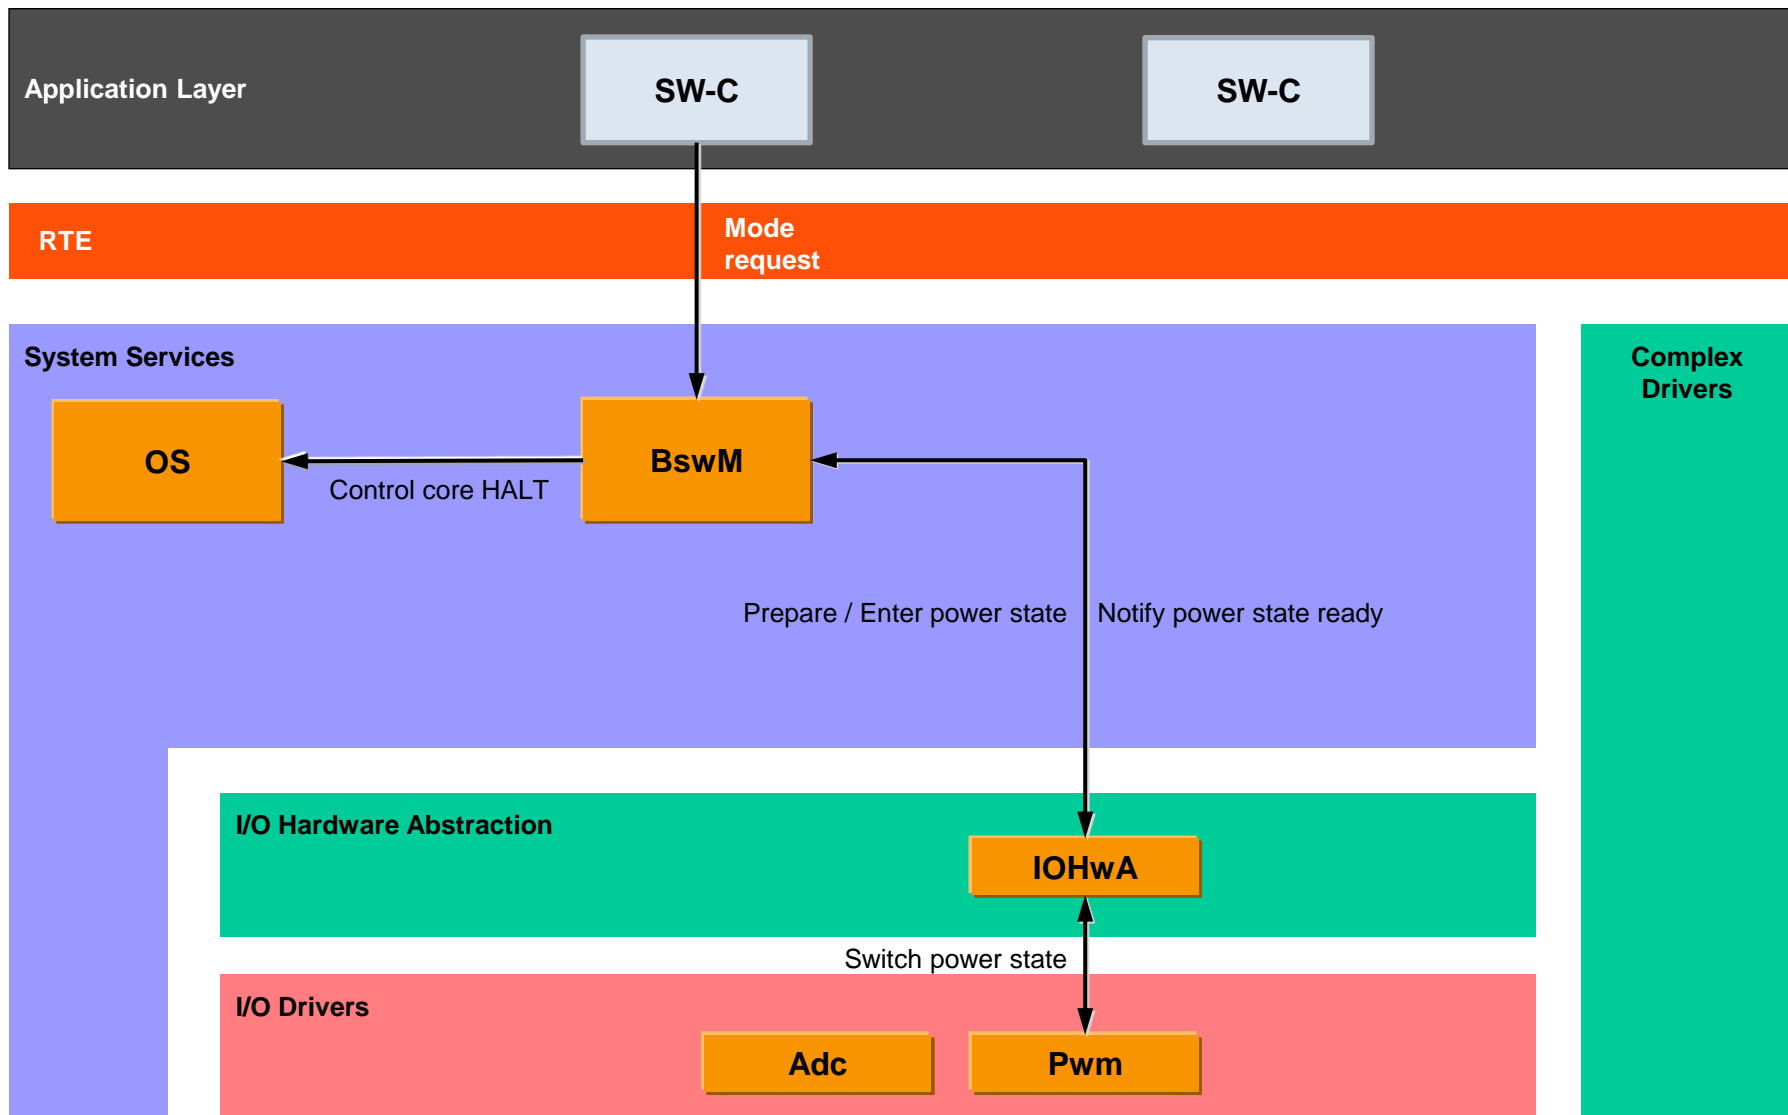 Application Layer
SW-C
SW-C
RTE
Mode
request
System Services
Complex
Drivers
OS
BswM
Control core HALT
Prepare / Enter power state
Notify power state ready
I/O Hardware Abstraction
IOHwA
Switch power state
I/O Drivers
Adc
Pwm